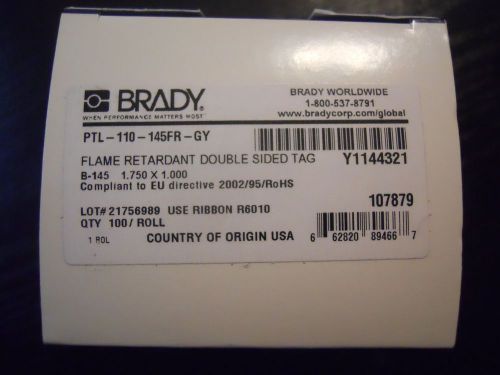 BRADY
WHEN PERFORMANCE MATTERS MOST
BRADY WORLDWIDE
1-800-537-8791
www.bradycorp.com/global
PTL-110-145FR-GY
FLAME RETARDANT DOUBLE SIDED TAG Y1144321
B-145 1.750 X 1.000
Compliant to EU directive 2002/95/RoHS
107879
LOT# 21756989 USE RIBBON R6010
QTY 100/ ROLL
1 ROL COUNTRY OF ORIGIN USA
6 62820 89466 7